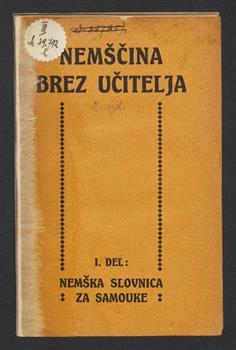 NEMŠČINA
BREZ UČITELJA
I. DEL:
NEMŠKA SLOVNICA
ZA SAMOUKE